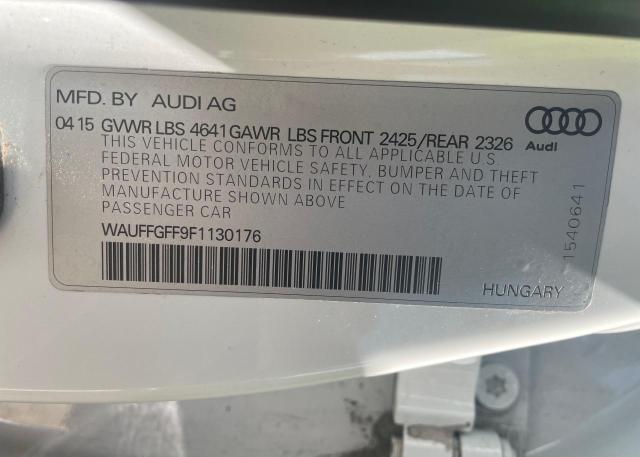 MFD. BY AUDI AG
04 15 GVWR LBS 4641 GAWR LBS FRONT 2425/REAR 2326
THIS VEHICLE CONFORMS TO ALL APPLICABLE U.S.
FEDERAL MOTOR VEHICLE SAFETY, BUMPER AND THEFT
PREVENTION STANDARDS IN EFFECT ON THE DATE OF
MANUFACTURE SHOWN ABOVE
PASSENGER CAR
WAUFFGFF9F1130176
Audi
1540641
HUNGARY